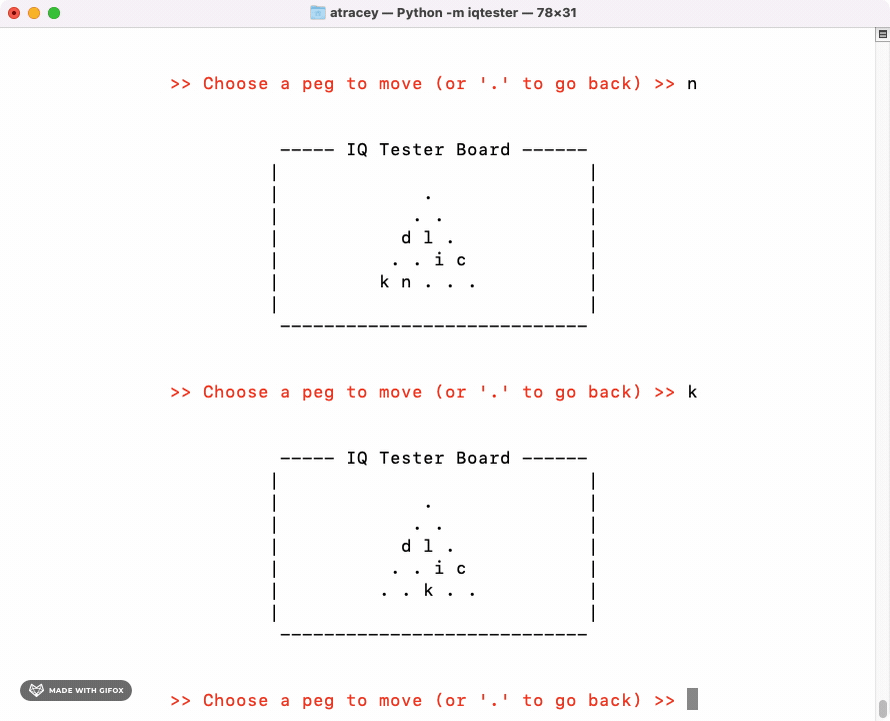 atracey — Python -m iqtester — 78×31
>> Choose a peg to move (or '.' to go back) >> n
----- IQ Tester Board ------
|                            |
|             .              |
|            . .             |
|           d l .            |
|          . . i c           |
|         k n . . .          |
|                            |
----------------------------
>> Choose a peg to move (or '.' to go back) >> k
----- IQ Tester Board ------
|                            |
|             .              |
|            . .             |
|           d l .            |
|          . . i c           |
|         . . k . .          |
|                            |
----------------------------
MADE WITH GIFOX
>> Choose a peg to move (or '.' to go back) >>